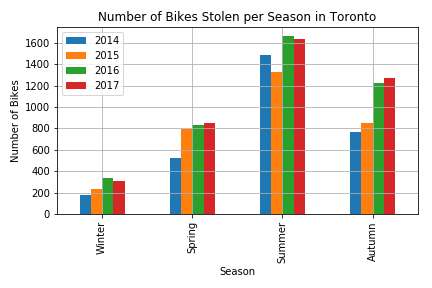 Number of Bikes Stolen per Season in Toronto
2014
2015
2016
2017
Number of Bikes
1600
1400
1200
1000
800
600
400
200
0
Winter
Spring
Summer
Autumn
Season